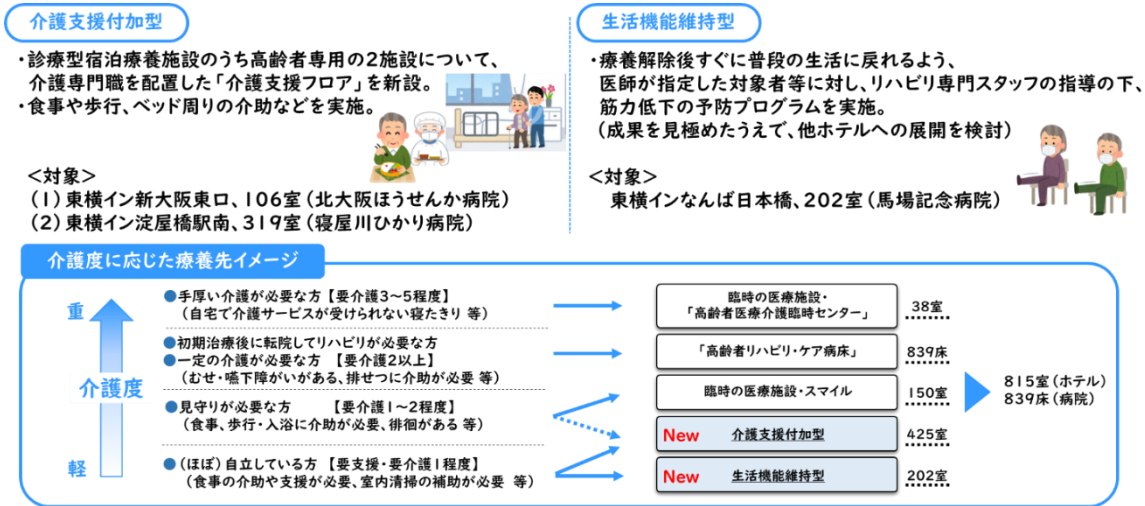 介護支援付加型
・診療型宿泊療養施設のうち高齢者専用の2施設について、
介護専門職を配置した「介護支援フロア」を新設。
・食事や歩行、ベッド周りの介助などを実施。
＜対象＞
(1)東横イン新大阪東口、106室(北大阪ほうせんか病院)
(2)東横イン淀屋橋駅南、319室(寝屋川ひかり病院)
生活機能維持型
・療養解除後すぐに普段の生活に戻れるよう、
医師が指定した対象者等に対し、リハビリ専門スタッフの指導の下、
筋力低下の予防プログラムを実施。
(成果を見極めたうえで、他ホテルへの展開を検討)
＜対象＞
東横インなんば日本橋、202室(馬場記念病院)
介護度に応じた療養先イメージ
重
介護度
軽
●手厚い介護が必要な方【要介護3~5程度】
(自宅で介護サービスが受けられない寝たきり 等)
●初期治療後に転院してリハビリが必要な方
●一定の介護が必要な方 【要介護2以上】
(むせ・嚥下障がいがある、排せつに介助が必要 等)
●見守りが必要な方 【要介護1~2程度】
(食事、歩行・入浴に介助が必要、徘徊がある 等)
●(ほぼ)自立している方 【要支援・要介護1程度】
(食事の介助や支援が必要、室内清掃の補助が必要 等)
臨時の医療施設・
「高齢者医療介護臨時センター」
38室
「高齢者リハビリ・ケア病床」
839床
臨時の医療施設・スマイル
150室
New 介護支援付加型
425室
New 生活機能維持型
202室
815室(ホテル)
839床(病院)